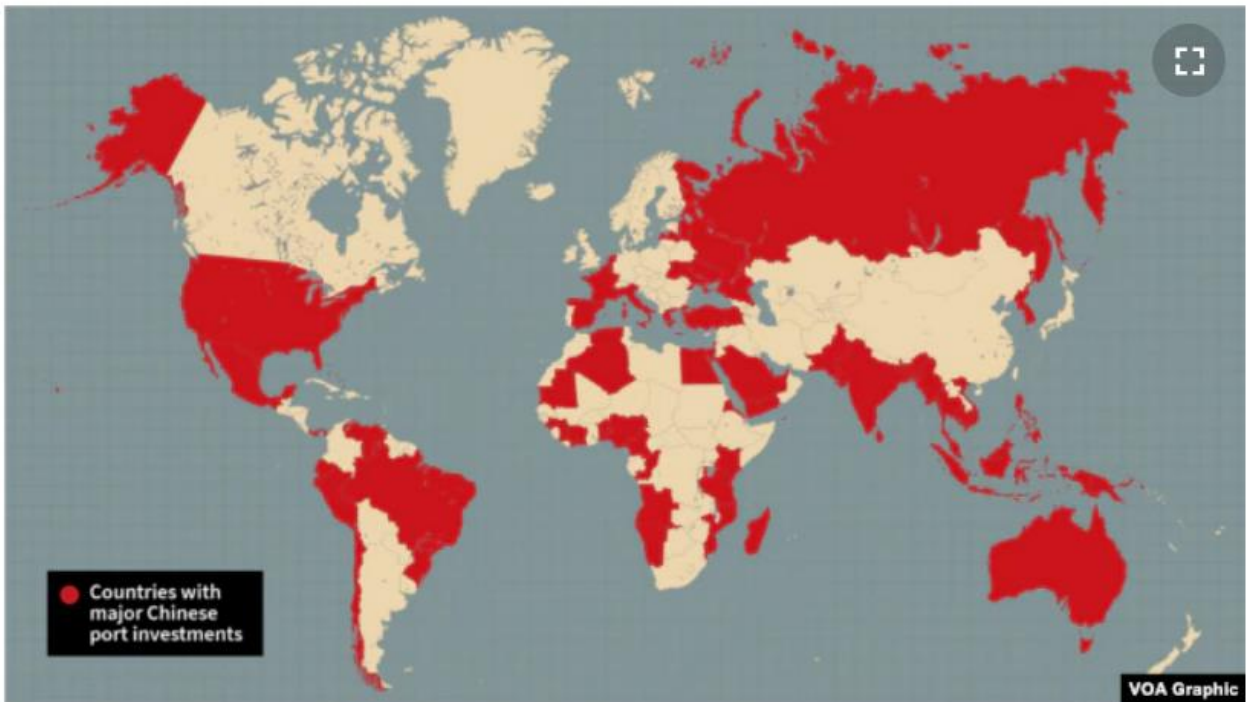 Countries with
major Chinese
port investments
VOA Graphic